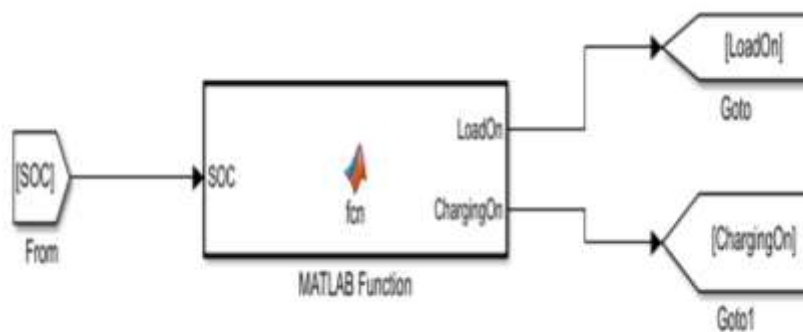 [SOC]
From
SOC
fcn
LoadOn
ChargingOn
MATLAB Function
[LoadOn]
Goto
[ChargingOn]
Goto1